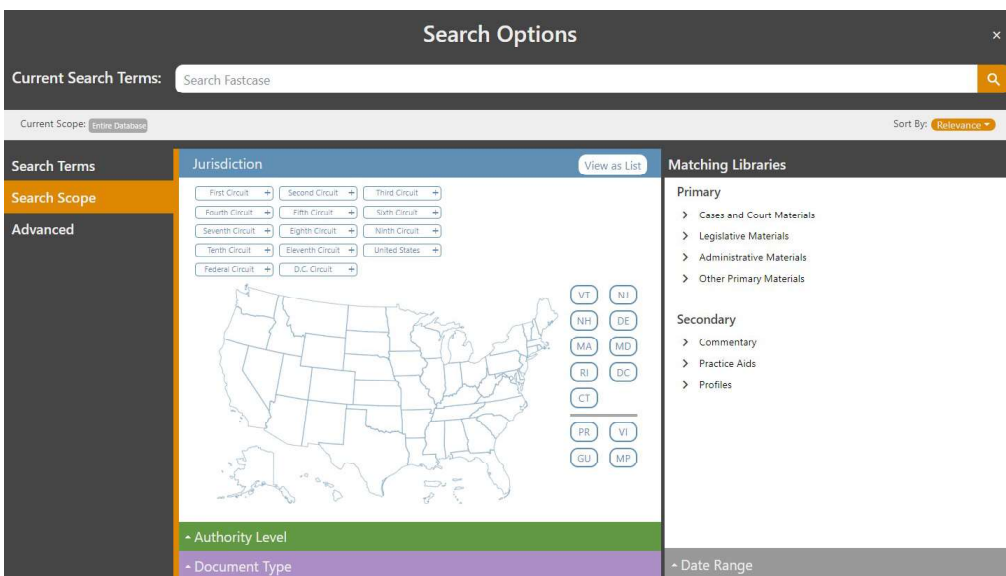 Search Options
×
Current Search Terms:
Search Fastcase
Current Scope: Entire Database
Sort By: Relevance
Search Terms
Search Scope
Advanced
Jurisdiction
View as List
First Circuit +
Second Circuit +
Third Circuit +
Fourth Circuit +
Fifth Circuit +
Sixth Circuit +
Seventh Circuit +
Eighth Circuit +
Ninth Circuit +
Tenth Circuit +
Eleventh Circuit +
United States +
Federal Circuit +
D.C. Circuit +
VT
NJ
NH
DE
MA
MD
RI
DC
CT
PR
VI
GU
MP
Authority Level
Document Type
Matching Libraries
Primary
Cases and Court Materials
Legislative Materials
Administrative Materials
Other Primary Materials
Secondary
Commentary
Practice Aids
Profiles
Date Range